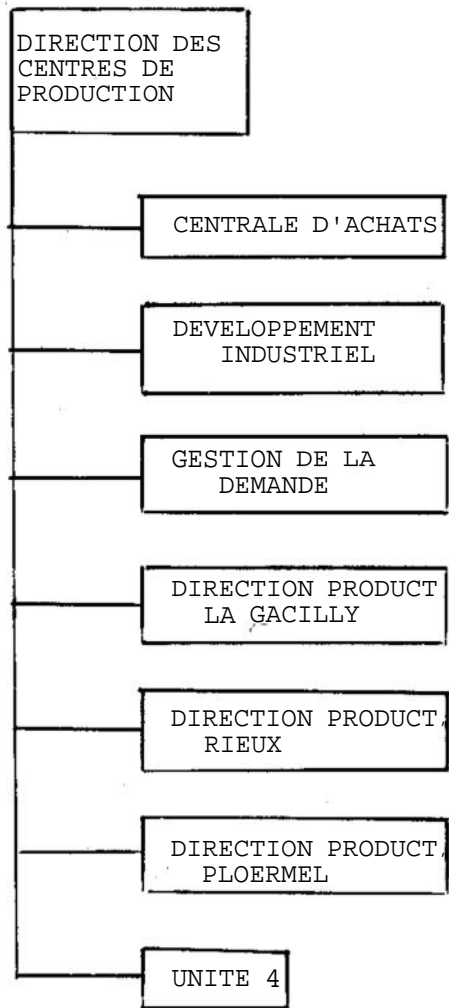 DIRECTION DES
CENTRES DE
PRODUCTION
CENTRALE D'ACHATS
DEVELOPPEMENT
INDUSTRIEL
GESTION DE LA
DEMANDE
DIRECTION PRODUCT
LA GACILLY
DIRECTION PRODUCT.
RIEUX
DIRECTION PRODUCT.
PLOERMEL
UNITE 4